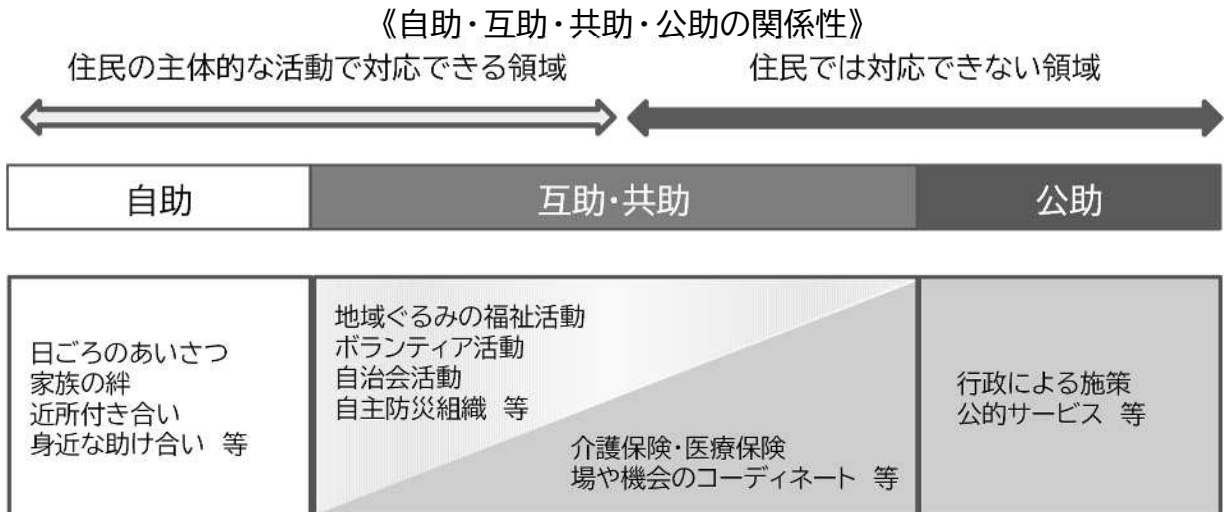 《自助・互助・共助・公助の関係性》
住民の主体的な活動で対応できる領域
住民では対応できない領域
自助
互助・共助
公助
日ごろのあいさつ
家族の絆
近所付き合い
身近な助け合い 等
地域ぐるみの福祉活動
ボランティア活動
自治会活動
自主防災組織 等
介護保険・医療保険
場や機会のコーディネート 等
行政による施策
公的サービス 等